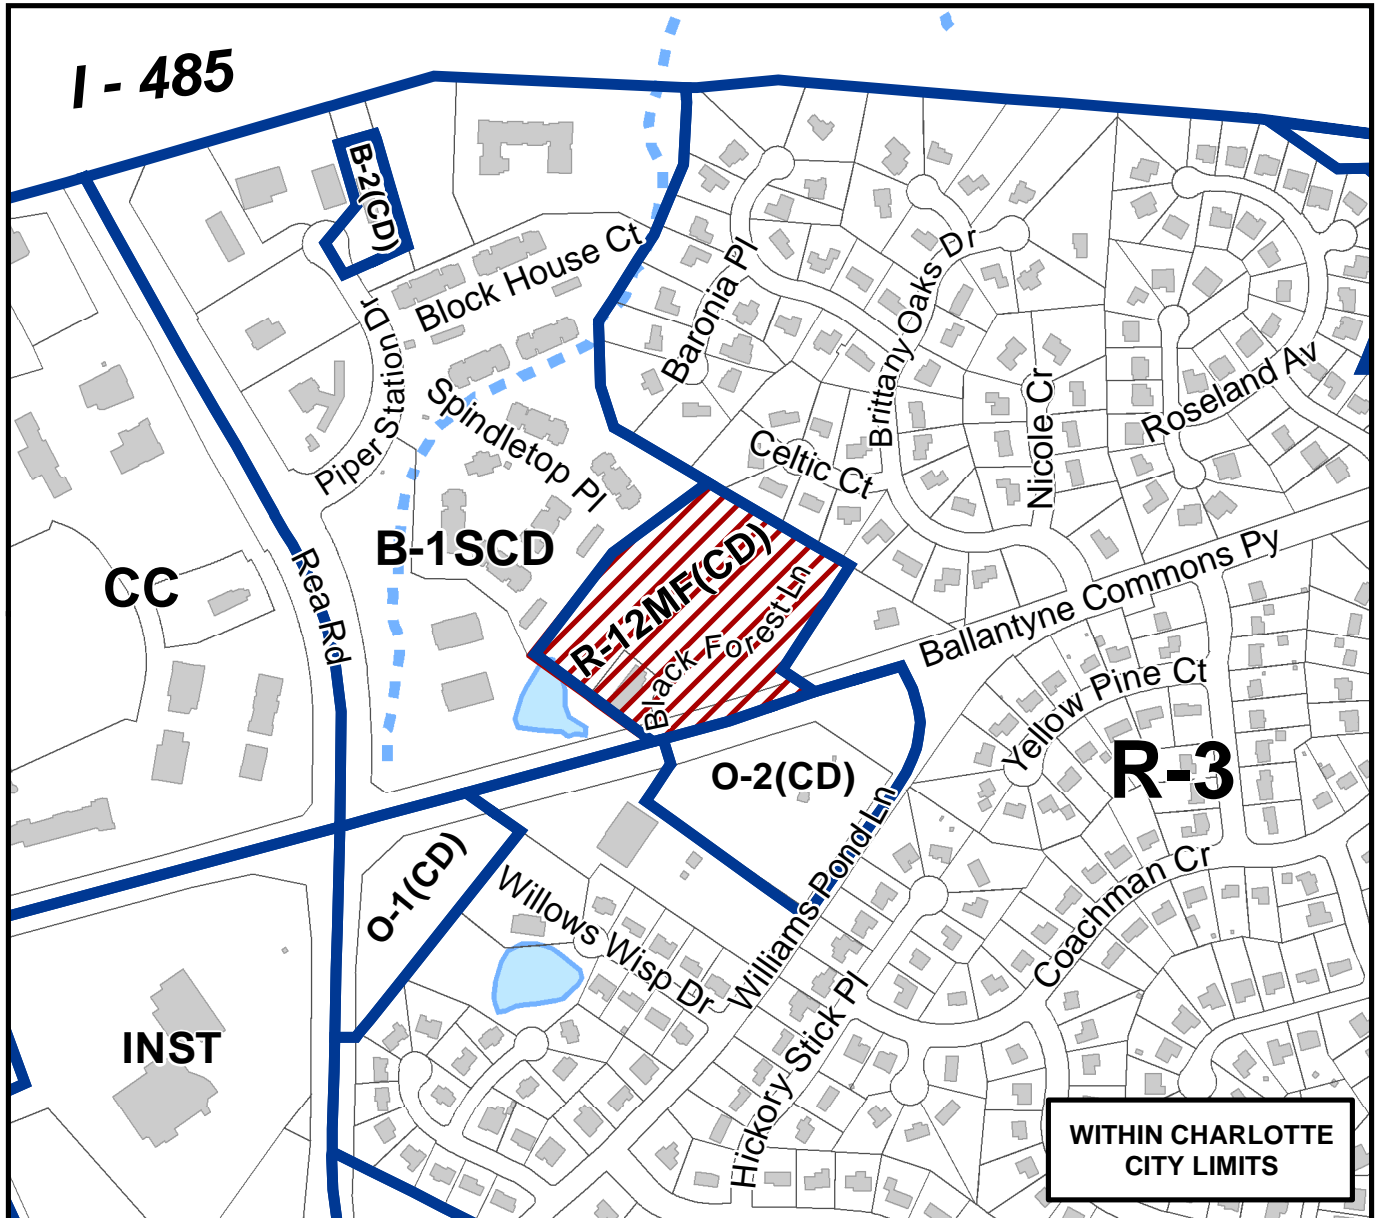 I - 485
B-2(CD)
Block House Ct
Baronia Pl
Brittany Oaks Dr
Piper Station Dr
Spindletop Pl
Celtic Ct
Nicole Cr
Roseland Av
B-1SCD
CC
Rea Rd
R-12MF(CD)
Black Forest Ln
Ballantyne Commons Py
Yellow Pine Ct
R-3
O-2(CD)
O-1(CD)
Willows Wisp Dr
Williams Pond Ln
Coachman Cr
Hickory Stick Pl
INST
WITHIN CHARLOTTE
CITY LIMITS